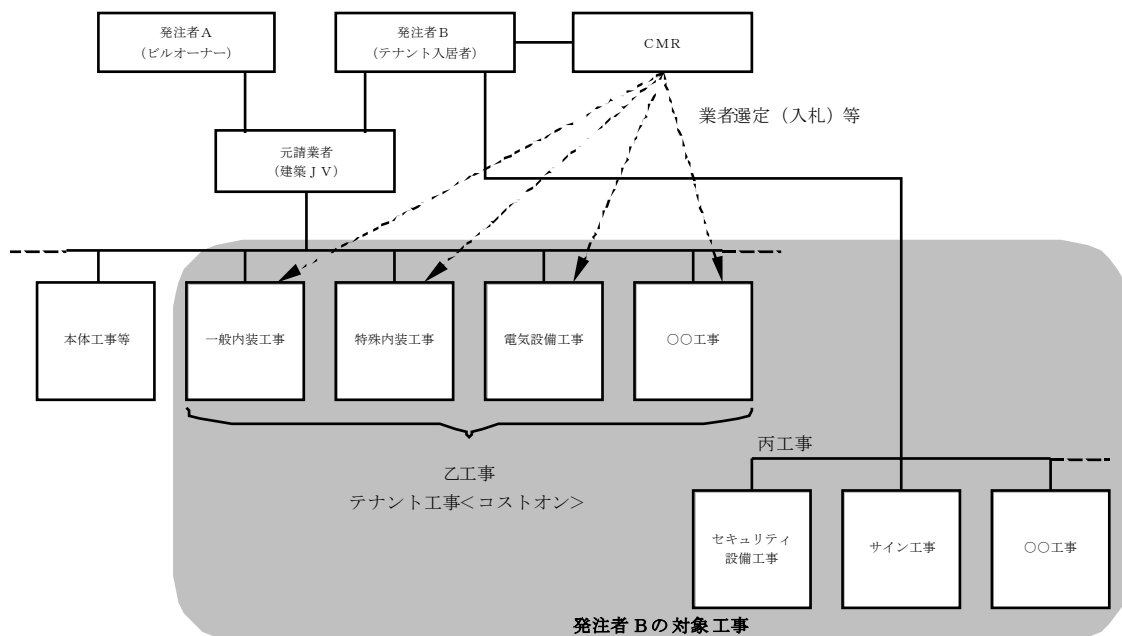 発注者A
（ビルオーナー）
発注者B
（テナント入居者）
CMR
業者選定（入札）等
元請業者
（建築ＪＶ）
本体工事等
一般内装工事
特殊内装工事
電気設備工事
○○工事
乙工事
テナント工事<コストオン>
丙工事
セキュリティ
設備工事
サイン工事
○○工事
発注者Bの対象工事